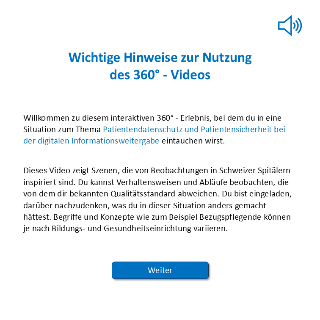 Wichtige Hinweise zur Nutzung
des 360° - Videos
Willkommen zu diesem interaktiven 360° - Erlebnis, bei dem du in eine
Situation zum Thema Patientendatenschutz und Patientensicherheit bei
der digitalen Informationsweitergabe eintauchen wirst.
Dieses Video zeigt Szenen, die von Beobachtungen in Schweizer Spitälern
inspiriert sind. Du kannst Verhaltensweisen und Abläufe beobachten, die
von dem dir bekannten Qualitätsstandard abweichen. Du bist eingeladen,
darüber nachzudenken, was du in dieser Situation anders gemacht
hättest. Begriffe und Konzepte wie zum Beispiel Bezugspflegende können
je nach Bildungs- und Gesundheitseinrichtung variieren.
Weiter